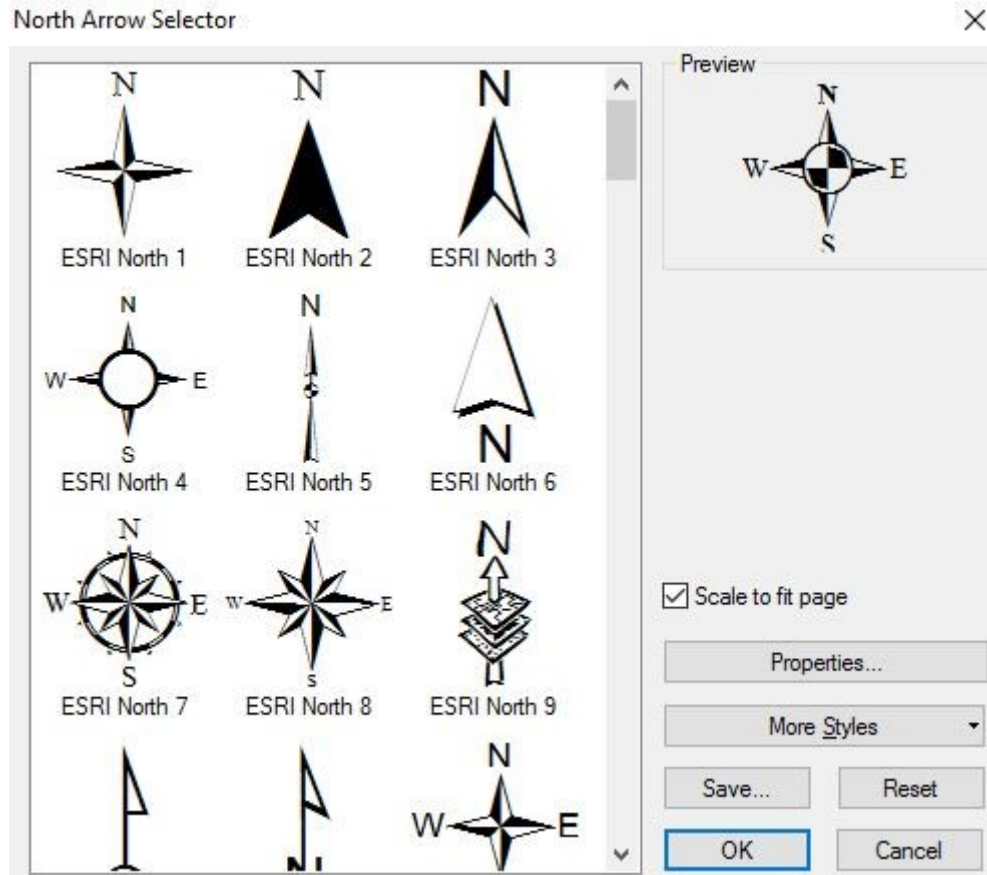 North Arrow Selector
Preview
N
N
N
N
W E
S
ESRI North 1 ESRI North 2 ESRI North 3
N
N
W E
S
N
ESRI North 4 ESRI North 5 ESRI North 6
N
N
N
W E
W E
S
S
ESRI North 7 ESRI North 8 ESRI North 9
N
N
W E
Scale to fit page
Properties...
More Styles
Save... Reset
OK Cancel